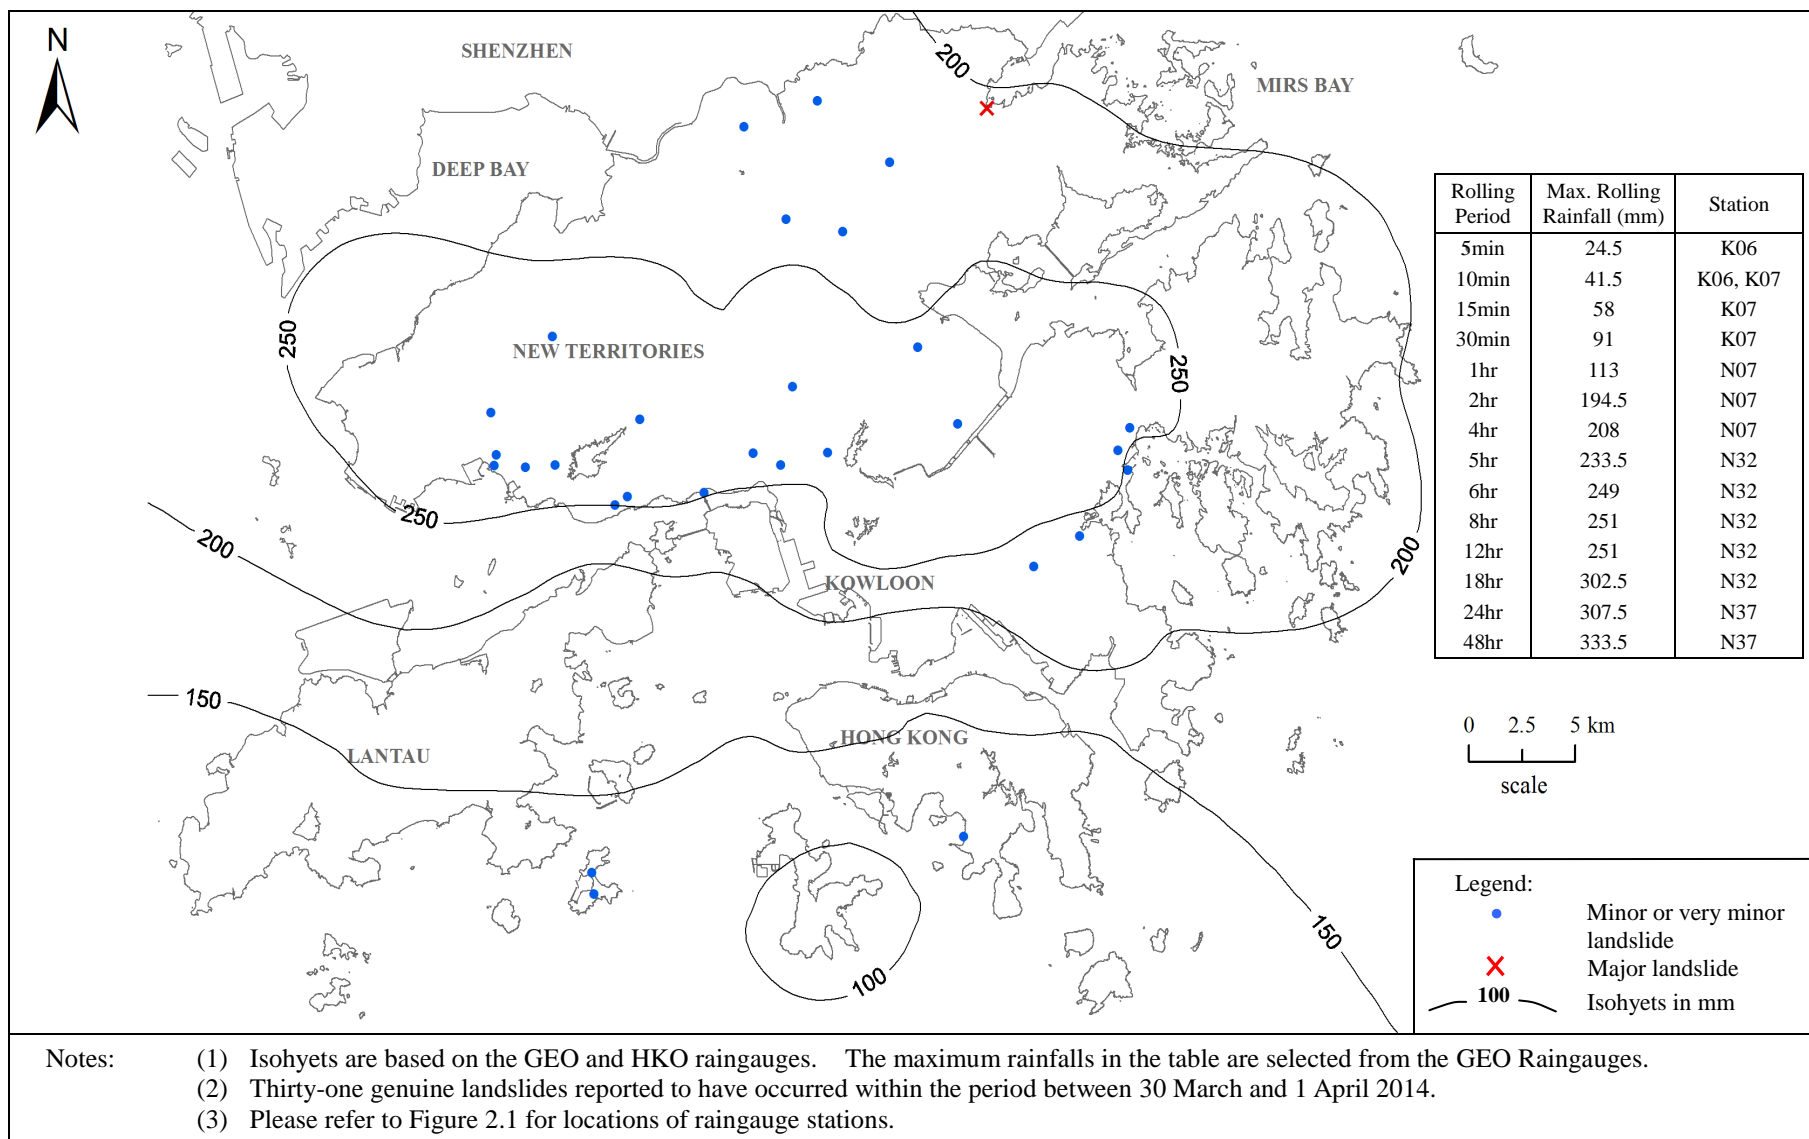 N
SHENZHEN
200
MIRS BAY
DEEP BAY
250
NEW TERRITORIES
250
250
200
200
KOWLOON
150
HONG KONG
LANTAU
150
100
Rolling Period Max. Rolling Rainfall (mm) Station
5min 24.5 K06
10min 41.5 K06, K07
15min 58 K07
30min 91 K07
1hr 113 N07
2hr 194.5 N07
4hr 208 N07
5hr 233.5 N32
6hr 249 N32
8hr 251 N32
12hr 251 N32
18hr 302.5 N32
24hr 307.5 N37
48hr 333.5 N37
0 2.5 5 km
scale
Legend:
Minor or very minor
landslide
Major landslide
100 Isohyets in mm
Notes: (1) Isohyets are based on the GEO and HKO raingauges. The maximum rainfalls in the table are selected from the GEO Raingauges.
(2) Thirty-one genuine landslides reported to have occurred within the period between 30 March and 1 April 2014.
(3) Please refer to Figure 2.1 for locations of raingauge stations.